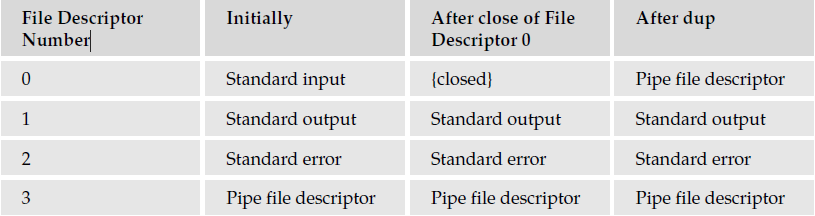 File Descriptor Number Initially After close of File Descriptor 0 After dup
0 Standard input {closed} Pipe file descriptor
1 Standard output Standard output Standard output
2 Standard error Standard error Standard error
3 Pipe file descriptor Pipe file descriptor Pipe file descriptor